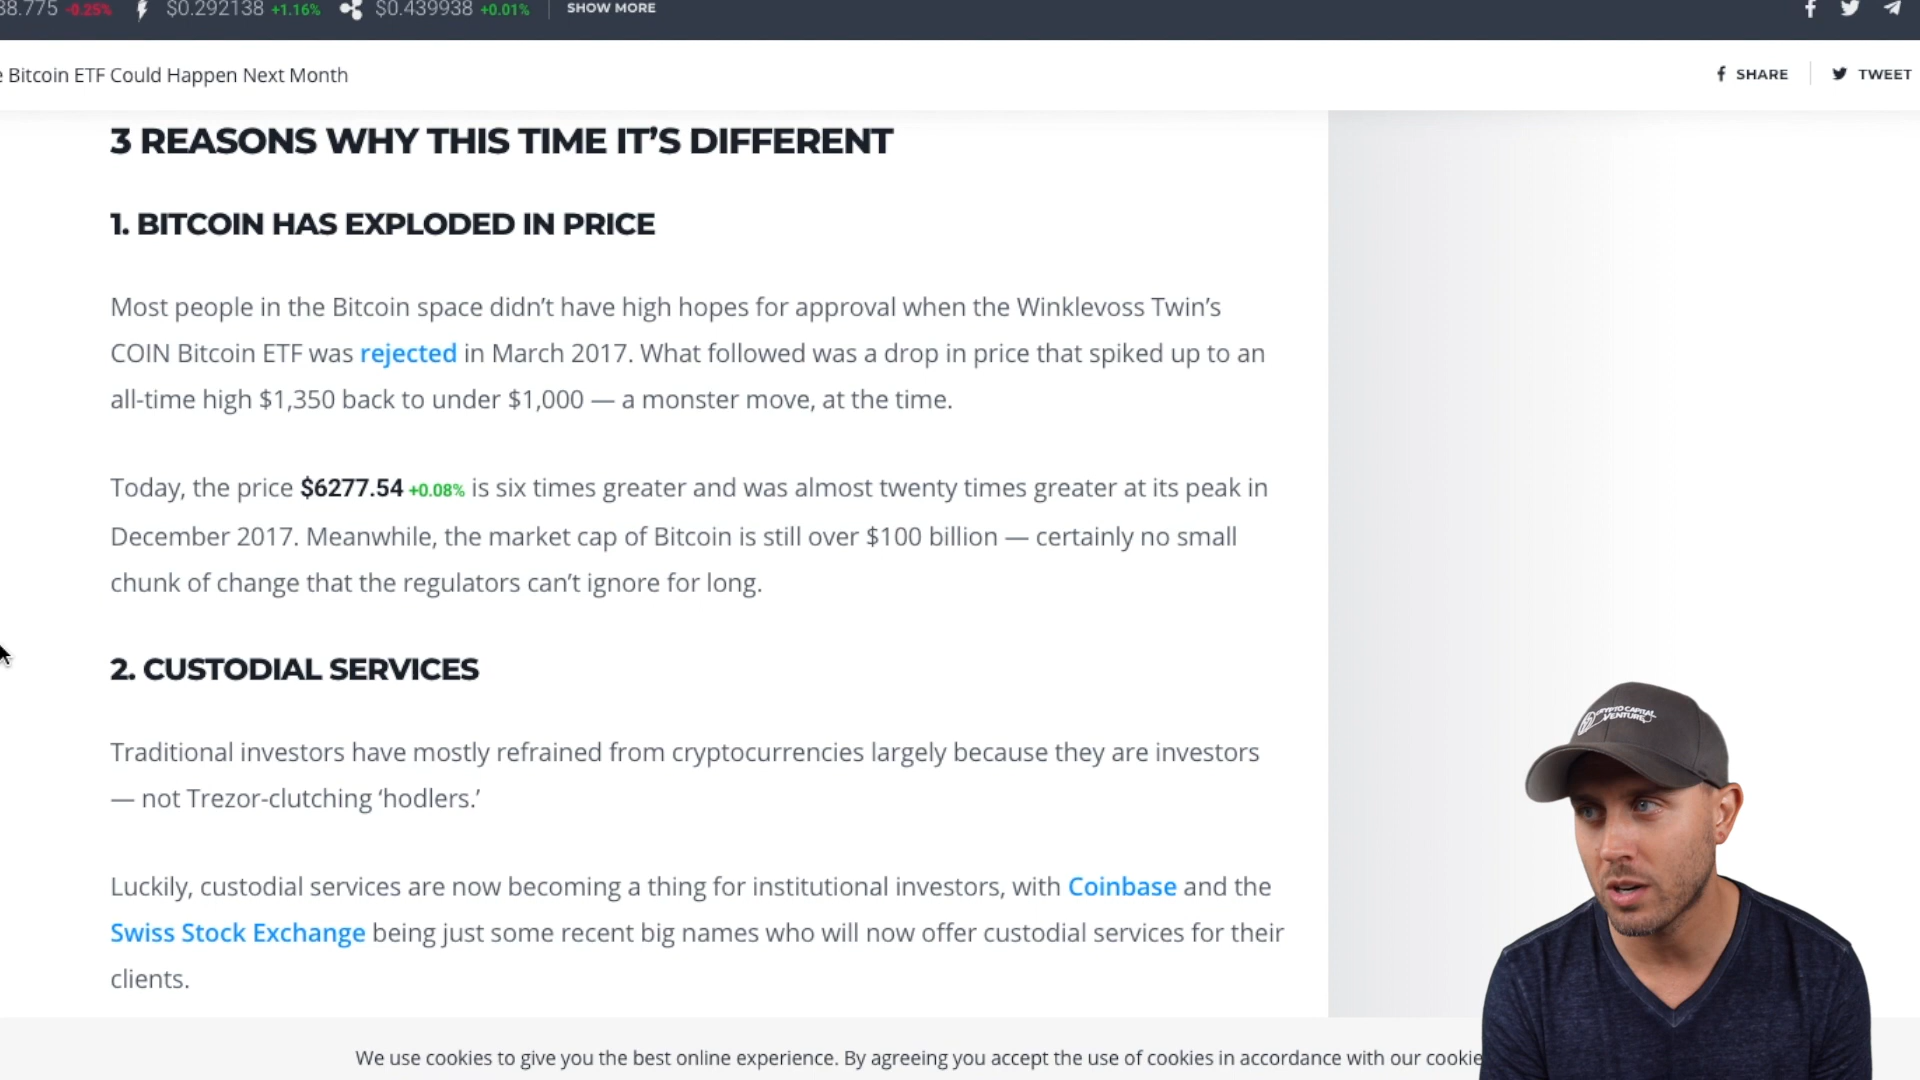 38.775 -0.25% $0.292138 +1.16% $0.439938 +0.01% SHOW MORE
Bitcoin ETF Could Happen Next Month SHARE TWEET
3 REASONS WHY THIS TIME IT’S DIFFERENT
1. BITCOIN HAS EXPLODED IN PRICE
Most people in the Bitcoin space didn’t have high hopes for approval when the Winklevoss Twin’s
COIN Bitcoin ETF was rejected in March 2017. What followed was a drop in price that spiked up to an
all-time high $1,350 back to under $1,000 — a monster move, at the time.
Today, the price $6277.54 +0.08% is six times greater and was almost twenty times greater at its peak in
December 2017. Meanwhile, the market cap of Bitcoin is still over $100 billion — certainly no small
chunk of change that the regulators can’t ignore for long.
2. CUSTODIAL SERVICES
Traditional investors have mostly refrained from cryptocurrencies largely because they are investors
— not Trezor-clutching ‘hodlers.’
Luckily, custodial services are now becoming a thing for institutional investors, with Coinbase and the
Swiss Stock Exchange being just some recent big names who will now offer custodial services for their
clients.
CRYPTO CAPITAL
VENTURE
We use cookies to give you the best online experience. By agreeing you accept the use of cookies in accordance with our cookie